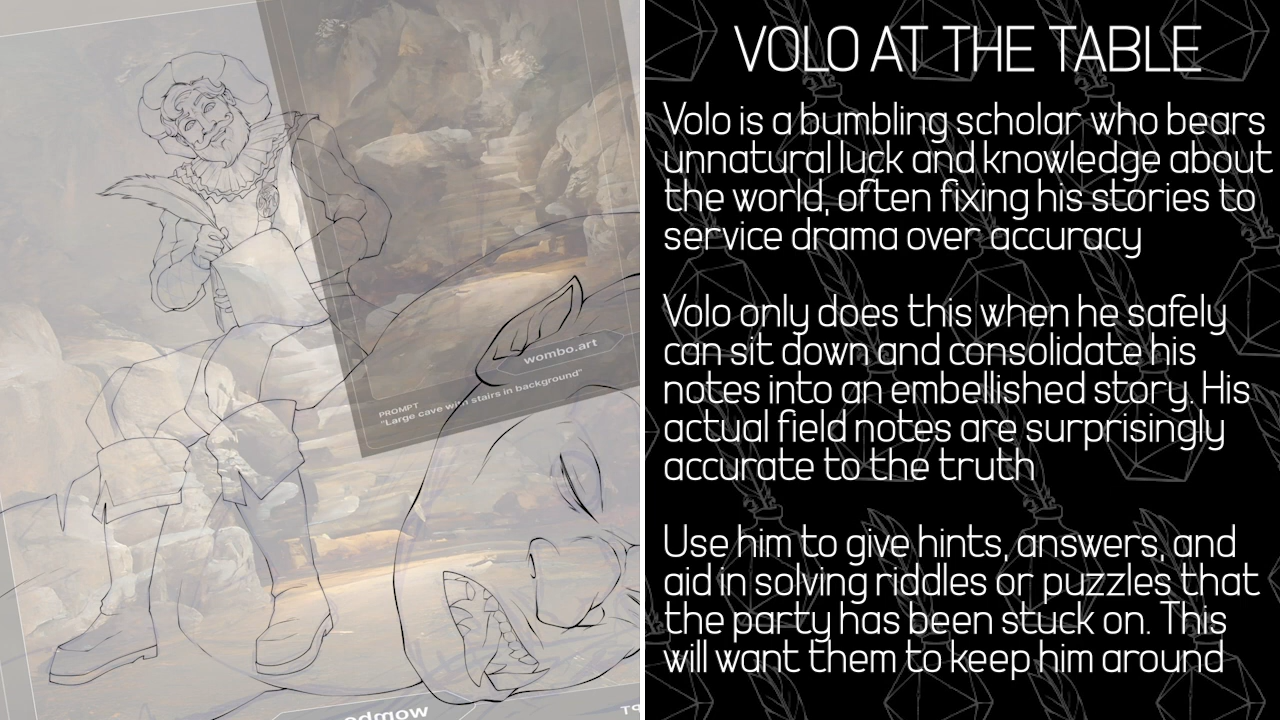 VOLO AT THE TABLE
Volo is a bumbling scholar who bears
unnatural luck and knowledge about
the world, often fixing his stories to
service drama over accuracy
Volo only does this when he safely
can sit down and consolidate his
notes into an embellished story. His
actual field notes are surprisingly
accurate to the truth
Use him to give hints, answers, and
aid in solving riddles or puzzles that
the party has been stuck on. This
will want them to keep him around
wombo.art
PROMPT
"Large cave with stairs in background"